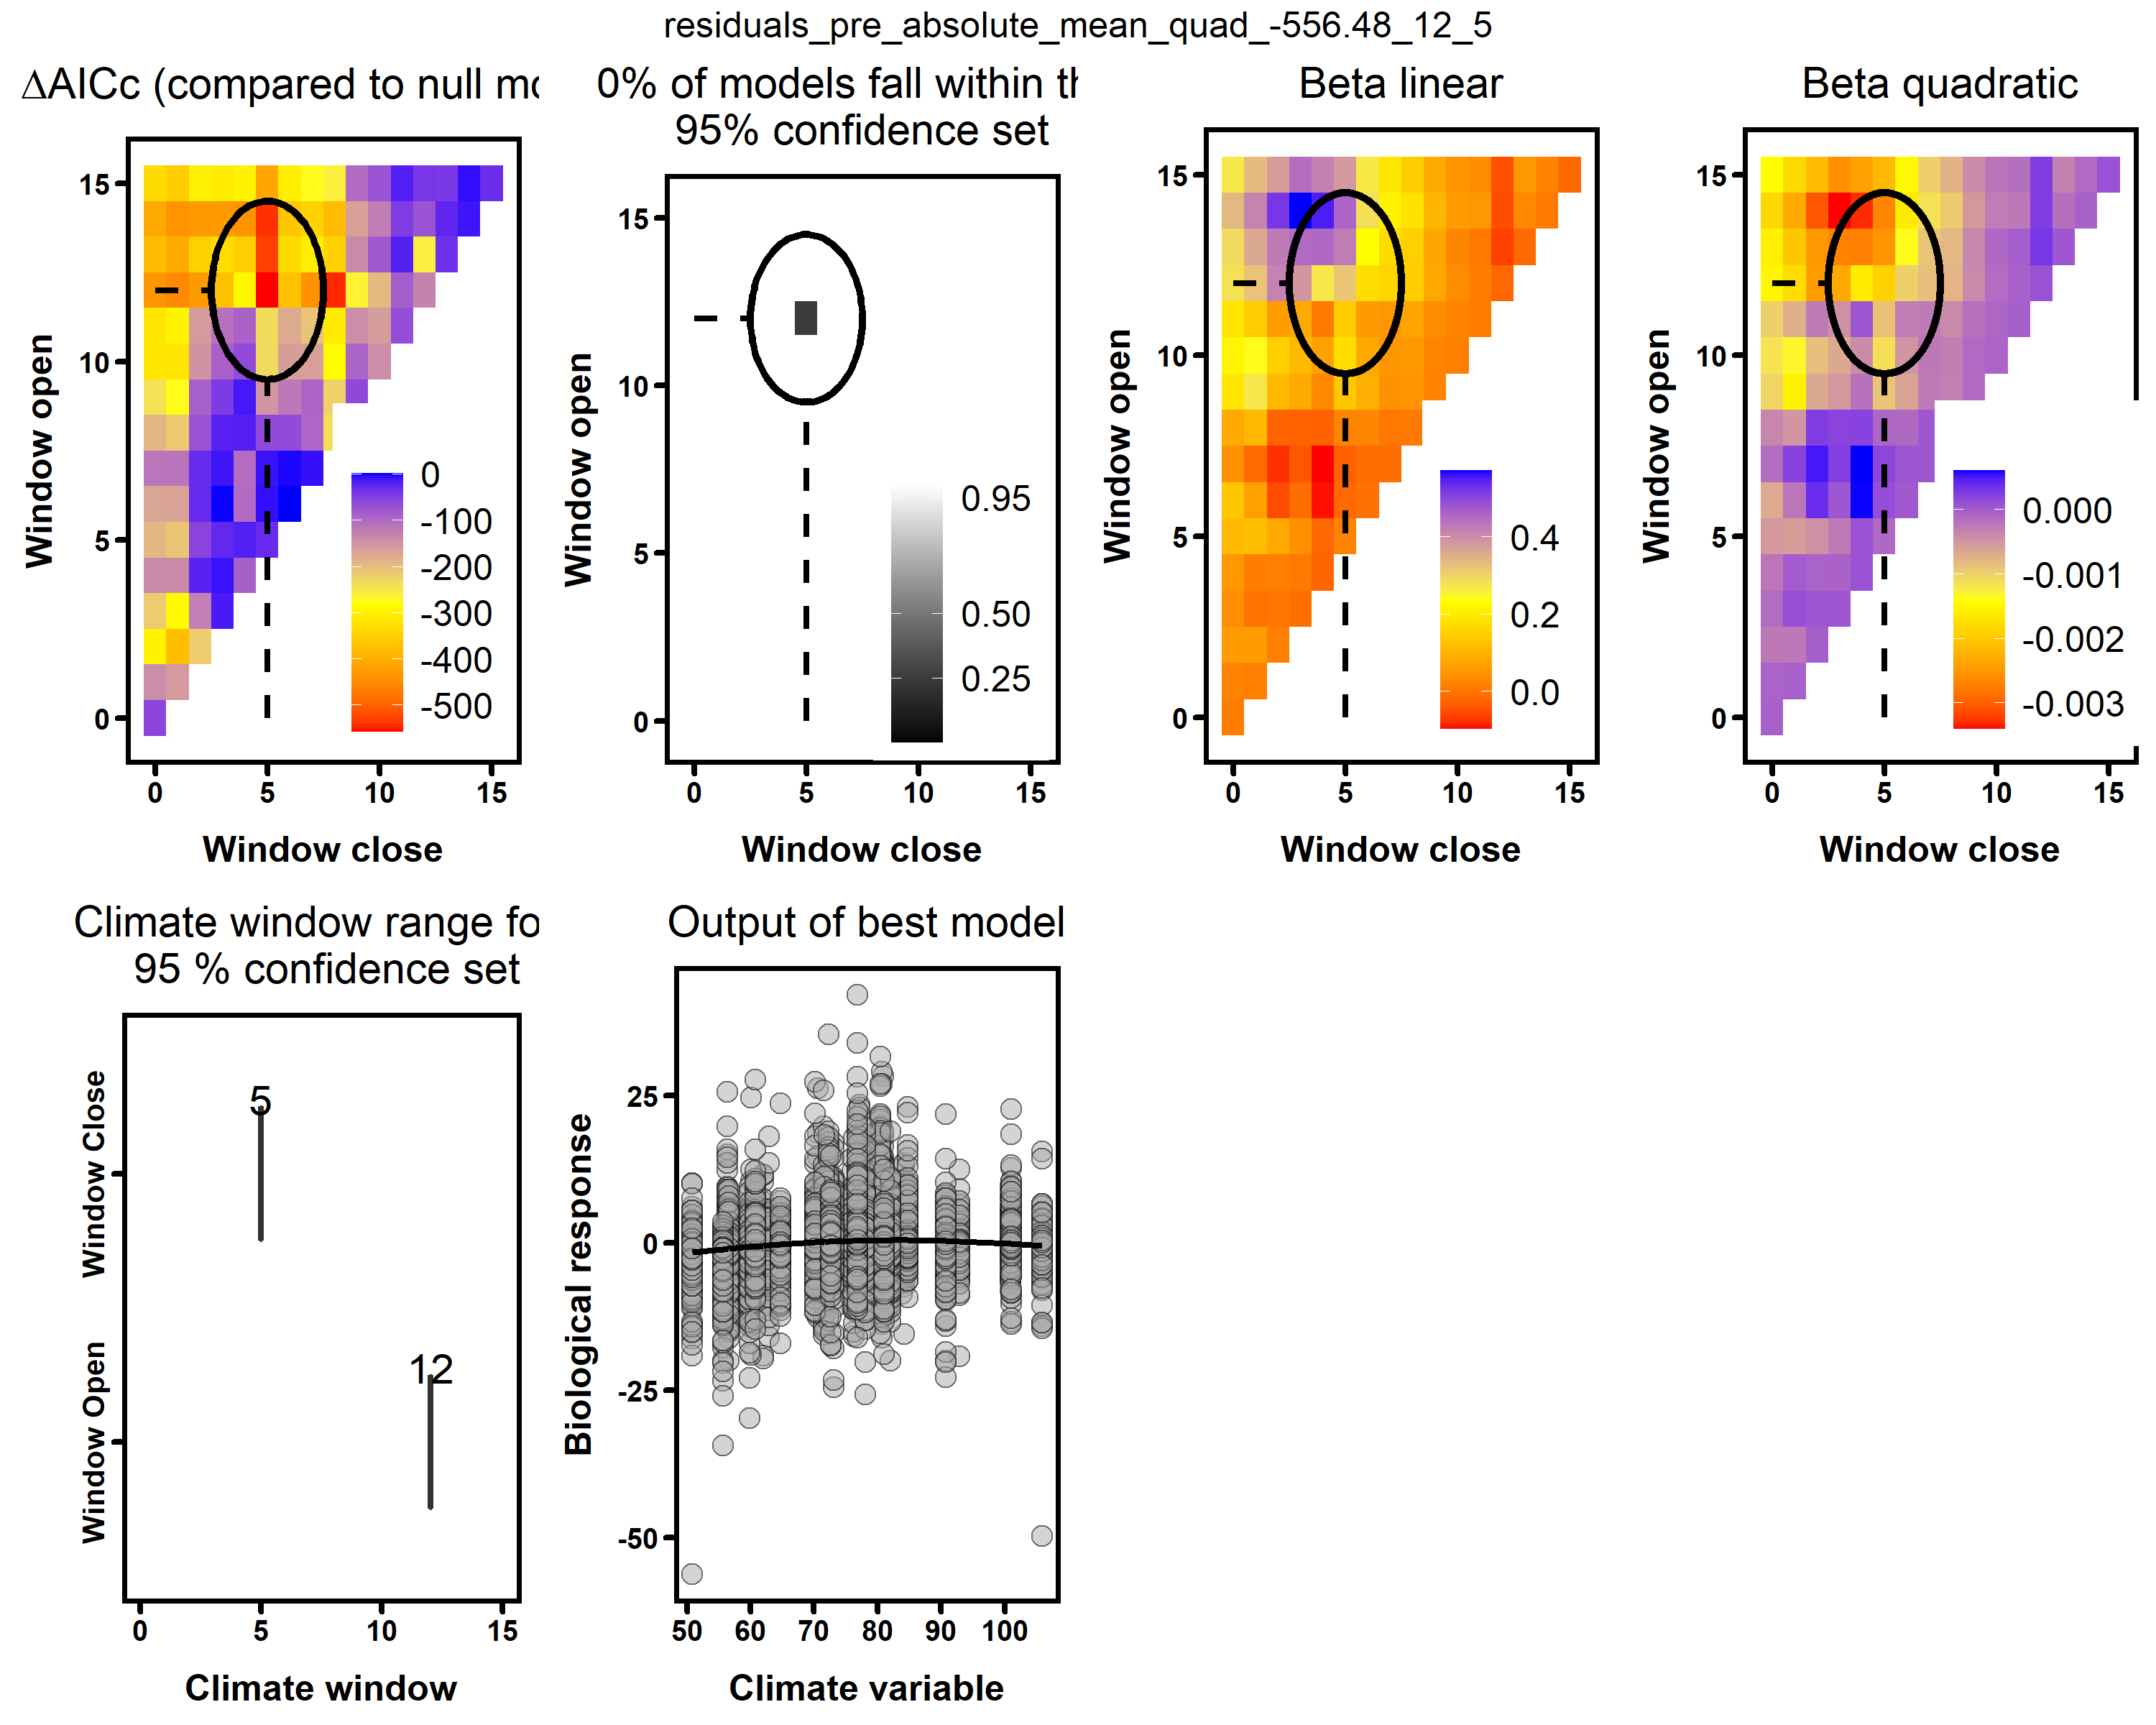 residuals_pre_absolute_mean_quad_-556.48_12_5
ΔAICc (compared to null mo
15
10
5
0
0
-100
-200
-300
-400
-500
0 5 10 15
Window open
Window close
0% of models fall within th
95% confidence set
15
10
5
0
0.95
0.50
0.25
0 5 10 15
Window open
Window close
Beta linear
15
10
5
0
0.4
0.2
0.0
0 5 10 15
Window open
Window close
Beta quadratic
15
10
5
0
0.000
-0.001
-0.002
-0.003
0 5 10 15
Window open
Window close
Climate window range fo
95 % confidence set
Window Close
Window Open
5
12
0 5 10 15
Climate window
Output of best model
25
0
-25
-50
50 60 70 80 90 100
Biological response
Climate variable